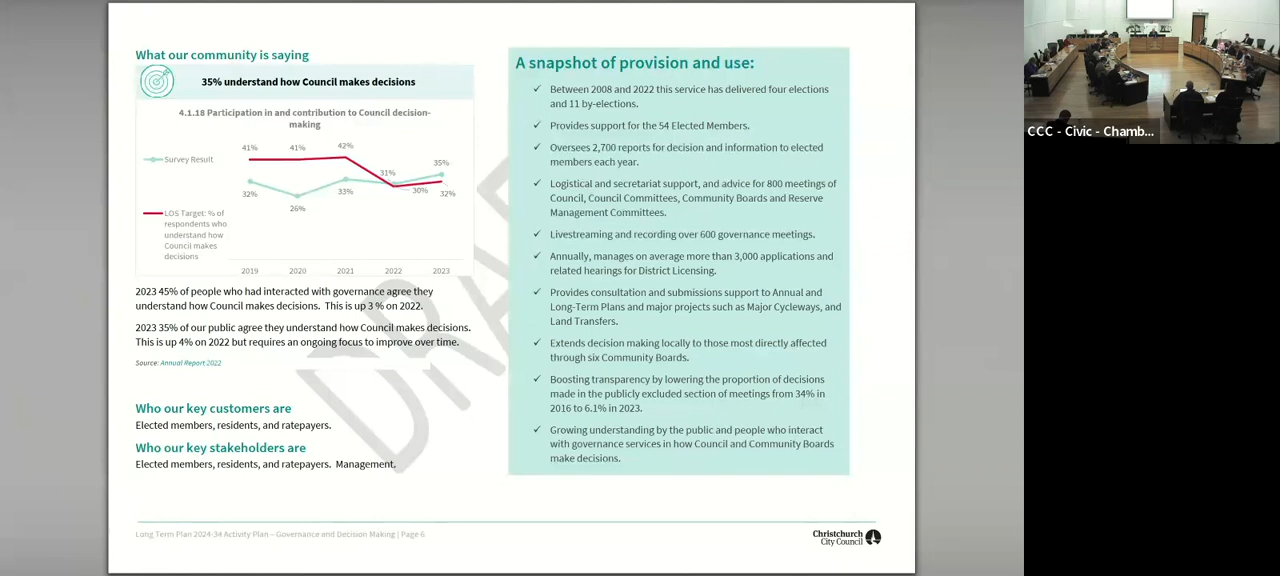 What our community is saying
35% understand how Council makes decisions
4.1.18 Participation in and contribution to Council decision-
making
Survey Result
LOS Target: % of
respondents who
understand how
Council makes
decisions
41%
41%
42%
31%
35%
32%
26%
33%
30%
32%
2019
2020
2021
2022
2023
2023 45% of people who had interacted with governance agree they
understand how Council makes decisions. This is up 3 % on 2022.
2023 35% of our public agree they understand how Council makes decisions.
This is up 4% on 2022 but requires an ongoing focus to improve over time.
Source: Annual Report 2022
Who our key customers are
Elected members, residents, and ratepayers.
Who our key stakeholders are
Elected members, residents, and ratepayers. Management.
A snapshot of provision and use:
✓ Between 2008 and 2022 this service has delivered four elections
and 11 by-elections.
✓ Provides support for the 54 Elected Members.
✓ Oversees 2,700 reports for decision and information to elected
members each year.
✓ Logistical and secretariat support, and advice for 800 meetings of
Council, Council Committees, Community Boards and Reserve
Management Committees.
✓ Livestreaming and recording over 600 governance meetings.
✓ Annually, manages on average more than 3,000 applications and
related hearings for District Licensing.
✓ Provides consultation and submissions support to Annual and
Long-Term Plans and major projects such as Major Cycleways, and
Land Transfers.
✓ Extends decision making locally to those most directly affected
through six Community Boards.
✓ Boosting transparency by lowering the proportion of decisions
made in the publicly excluded section of meetings from 34% in
2016 to 6.1% in 2023.
✓ Growing understanding by the public and people who interact
with governance services in how Council and Community Boards
make decisions.
DRAFT
Long Term Plan 2024-34 Activity Plan – Governance and Decision Making | Page 6
Christchurch
City Council
CCC - Civic - Chamb...